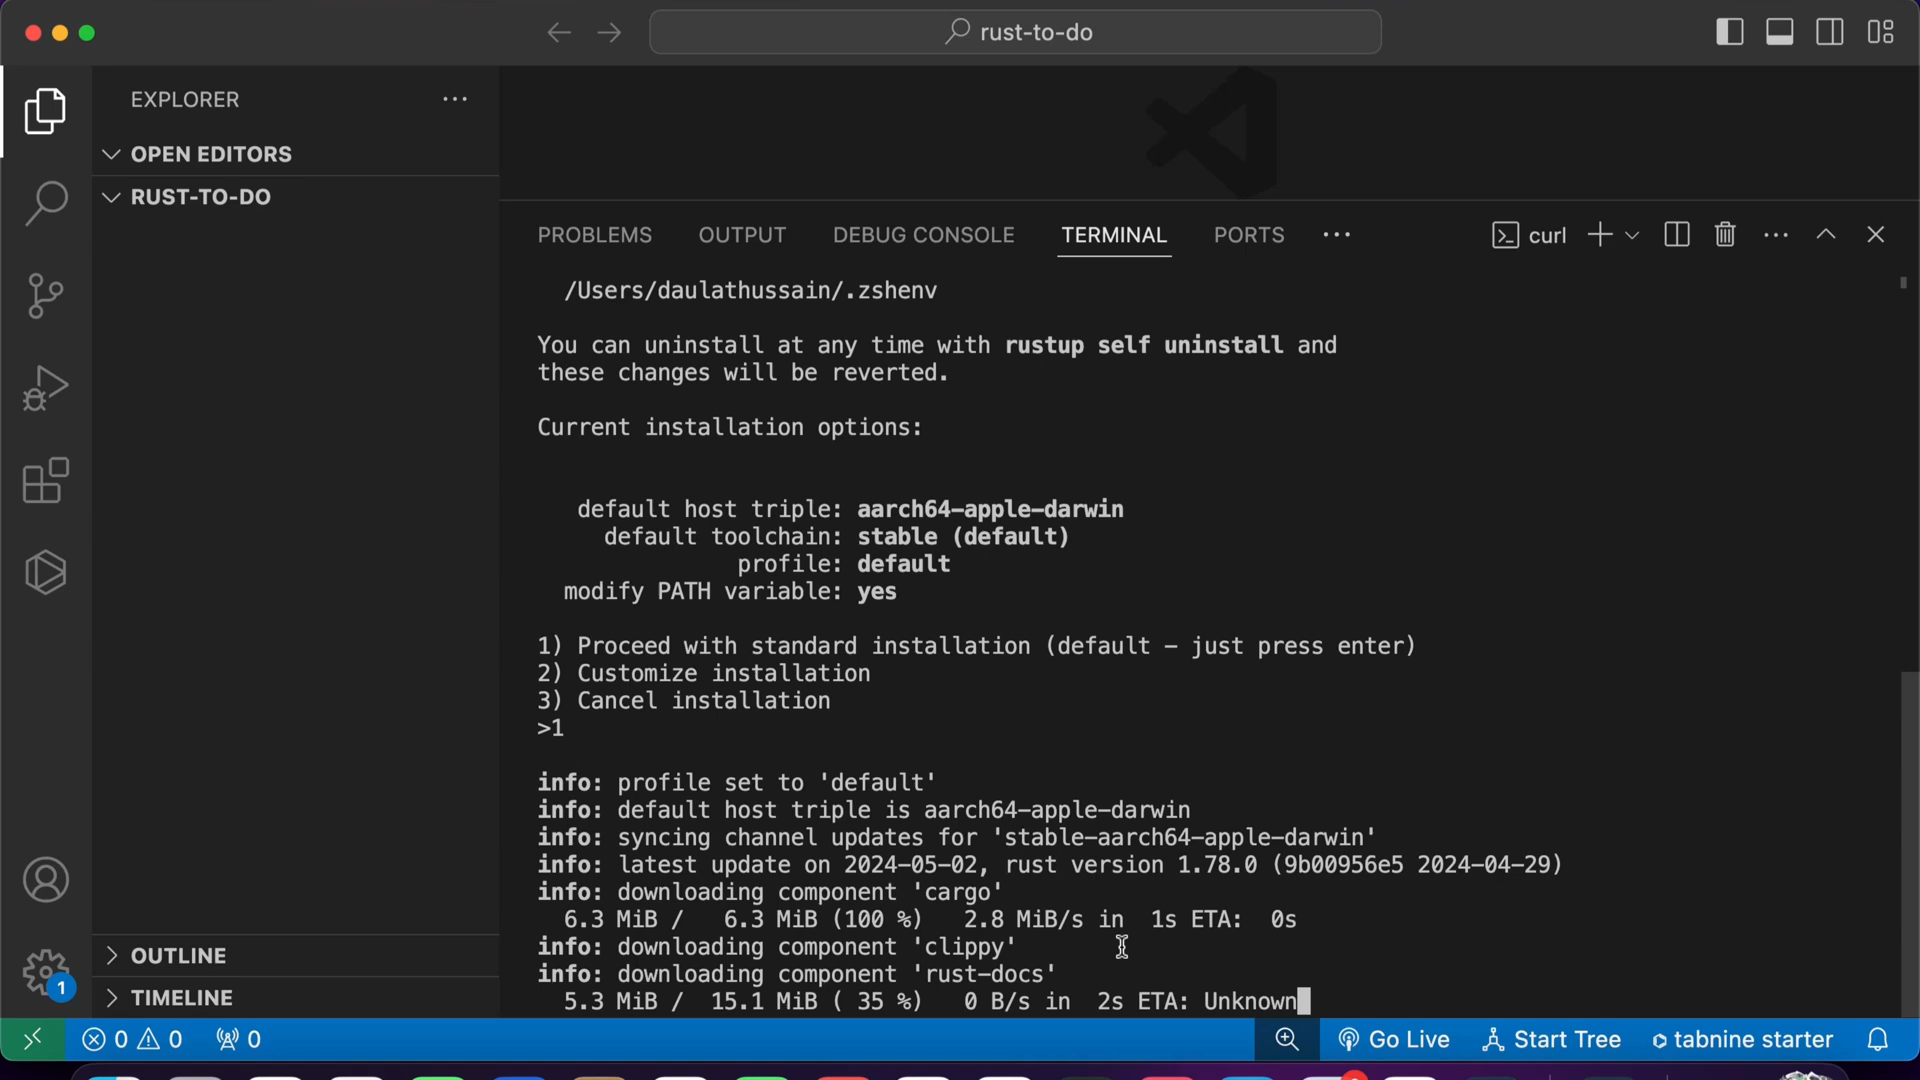 rust-to-do
EXPLORER
OPEN EDITORS
RUST-TO-DO
OUTLINE
TIMELINE
1
PROBLEMS OUTPUT DEBUG CONSOLE TERMINAL PORTS curl
/Users/daulathussain/.zshenv
You can uninstall at any time with rustup self uninstall and
these changes will be reverted.
Current installation options:
default host triple: aarch64-apple-darwin
default toolchain: stable (default)
profile: default
modify PATH variable: yes
1) Proceed with standard installation (default - just press enter)
2) Customize installation
3) Cancel installation
>1
info: profile set to 'default'
info: default host triple is aarch64-apple-darwin
info: syncing channel updates for 'stable-aarch64-apple-darwin'
info: latest update on 2024-05-02, rust version 1.78.0 (9b00956e5 2024-04-29)
info: downloading component 'cargo'
6.3 MiB / 6.3 MiB (100 %) 2.8 MiB/s in 1s ETA: 0s
info: downloading component 'clippy'
info: downloading component 'rust-docs'
5.3 MiB / 15.1 MiB ( 35 %) 0 B/s in 2s ETA: Unknown
0 0 0 Go Live Start Tree tabnine starter